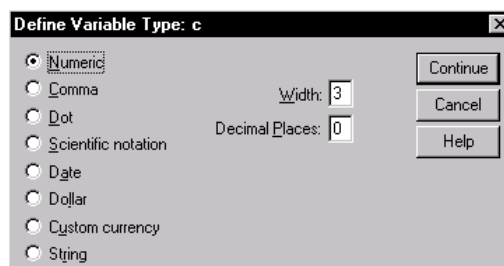 Define Variable Type: c
Numeric
Comma
Dot
Scientific notation
Date
Dollar
Custom currency
String
Width: 3
Decimal Places: 0
Continue
Cancel
Help